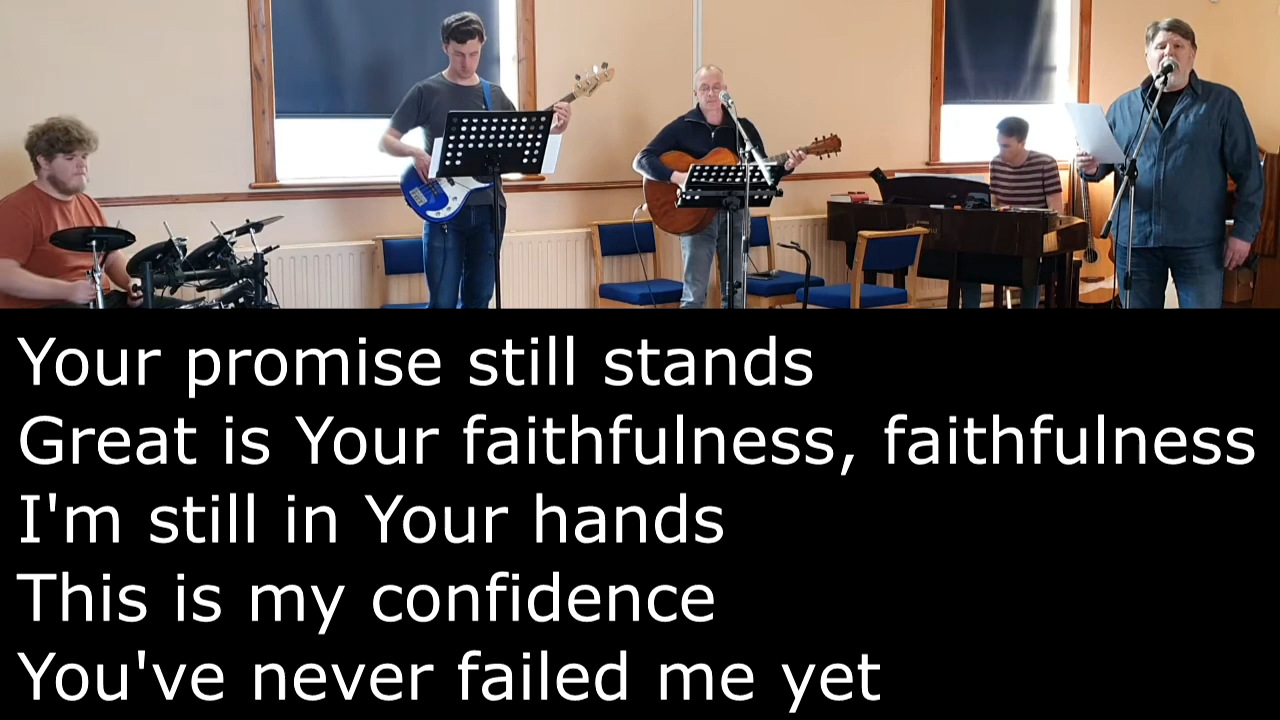 Your promise still stands
Great is Your faithfulness, faithfulness
I'm still in Your hands
This is my confidence
You've never failed me yet